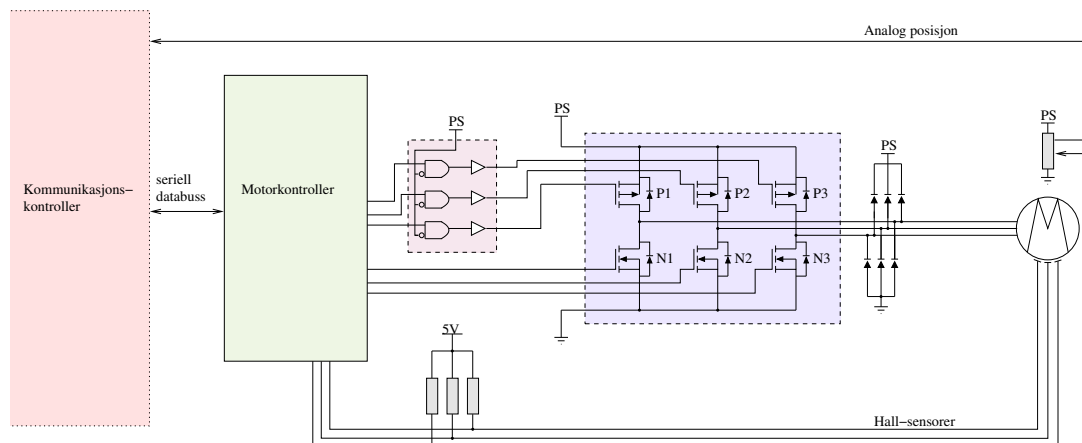 Analog posisjon
PS
PS
PS
PS
Kommunikasjons–
kontroller
seriell
databuss
Motorkontroller
P1
P2
P3
N1
N2
N3
5V
Hall–sensorer